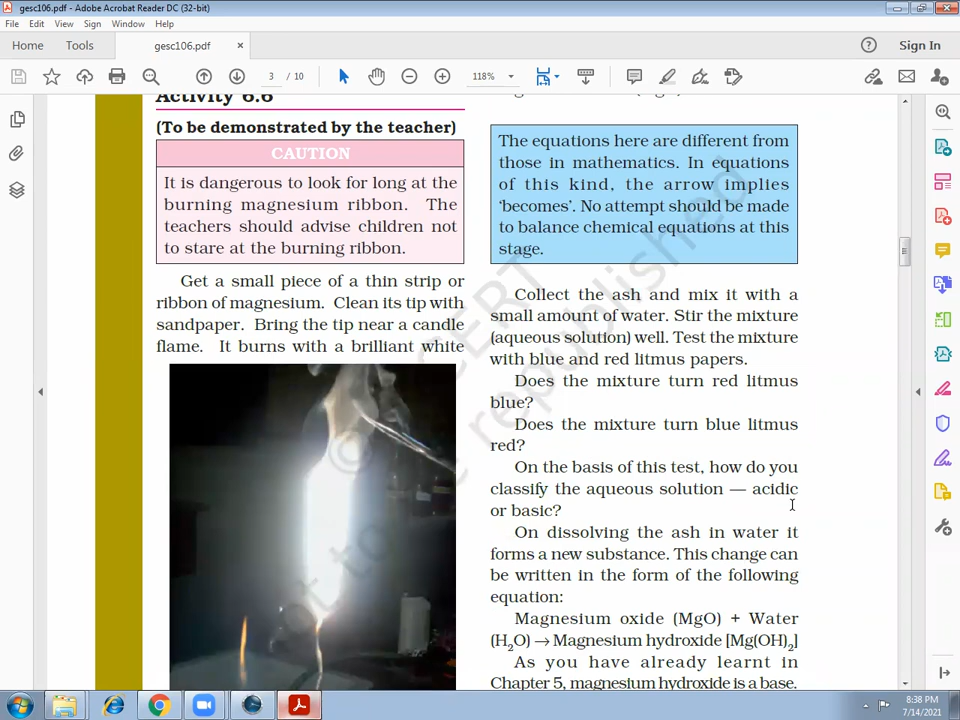 gesc106.pdf - Adobe Acrobat Reader DC (32-bit)
File Edit View Sign Window Help
Home Tools gesc106.pdf × Sign In
3 / 10 118%
Activity 6.6
(To be demonstrated by the teacher)
CAUTION
It is dangerous to look for long at the
burning magnesium ribbon. The
teachers should advise children not
to stare at the burning ribbon.
Get a small piece of a thin strip or
ribbon of magnesium. Clean its tip with
sandpaper. Bring the tip near a candle
flame. It burns with a brilliant white
The equations here are different from
those in mathematics. In equations
of this kind, the arrow implies
‘becomes’. No attempt should be made
to balance chemical equations at this
stage.
Collect the ash and mix it with a
small amount of water. Stir the mixture
(aqueous solution) well. Test the mixture
with blue and red litmus papers.
Does the mixture turn red litmus
blue?
Does the mixture turn blue litmus
red?
On the basis of this test, how do you
classify the aqueous solution — acidic
or basic?
On dissolving the ash in water it
forms a new substance. This change can
be written in the form of the following
equation:
Magnesium oxide (MgO) + Water
(H₂O) → Magnesium hydroxide [Mg(OH)₂]
As you have already learnt in
Chapter 5, magnesium hydroxide is a base.
8:38 PM
7/14/2021